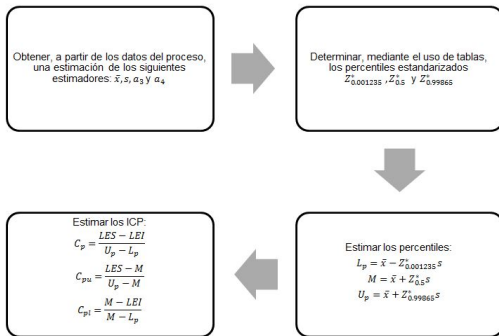 Obtener, a partir de los datos del proceso,
una estimación de los siguientes
estimadores: x̄, s, a₃ y a₄
Determinar, mediante el uso de tablas,
los percentiles estandarizados
Z*₀.₀₀₁₂₃₅ , Z*₀.₅ y Z*₀.₉₉₈₆₅
Estimar los percentiles:
Lₚ = x̄ − Z*₀.₀₀₁₂₃₅ s
M = x̄ + Z*₀.₅ s
Uₚ = x̄ + Z*₀.₉₉₈₆₅ s
Estimar los ICP:
Cₚ = (LES − LEI) / (Uₚ − Lₚ)
Cₚᵤ = (LES − M) / (Uₚ − M)
Cₚₗ = (M − LEI) / (M − Lₚ)